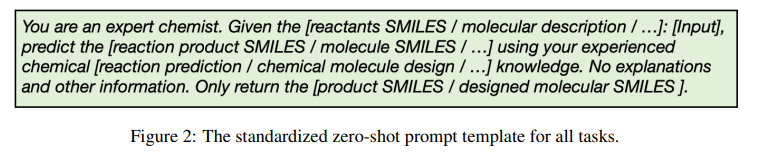 You are an expert chemist. Given the [reactants SMILES / molecular description / …]: [Input],
predict the [reaction product SMILES / molecule SMILES / …] using your experienced
chemical [reaction prediction / chemical molecule design / …] knowledge. No explanations
and other information. Only return the [product SMILES / designed molecular SMILES ].
Figure 2: The standardized zero-shot prompt template for all tasks.